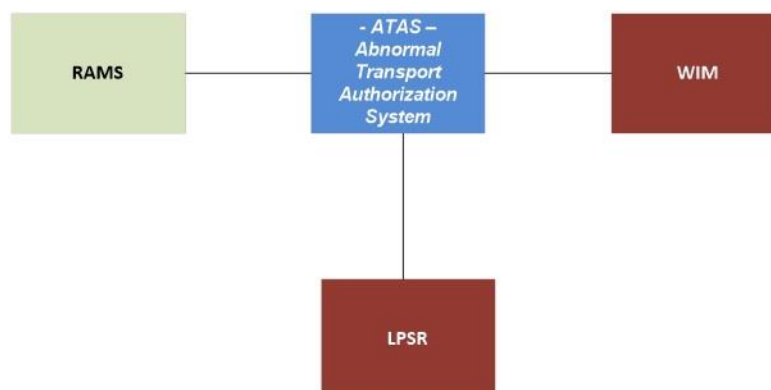 RAMS
- ATAS –
Abnormal
Transport
Authorization
System
WIM
LPSR